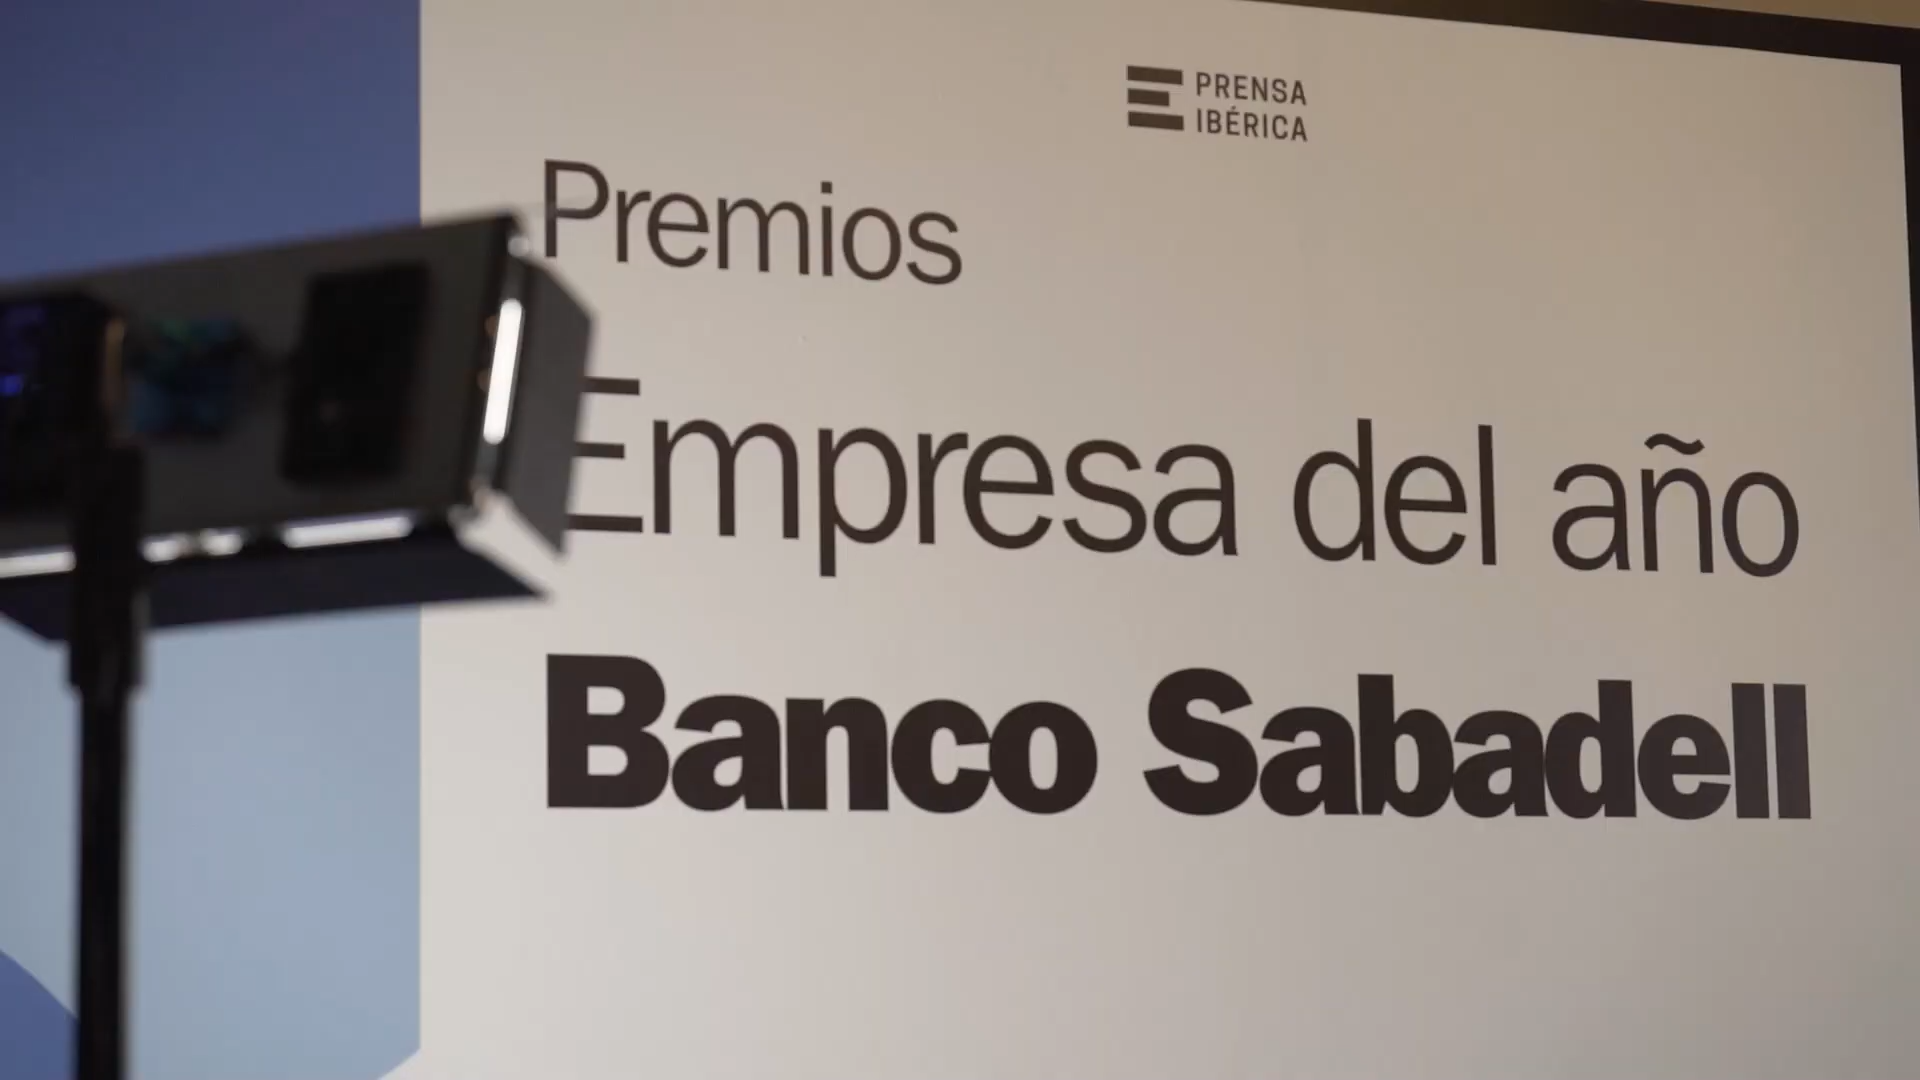 PRENSA
IBÉRICA
Premios
Empresa del año
Banco Sabadell